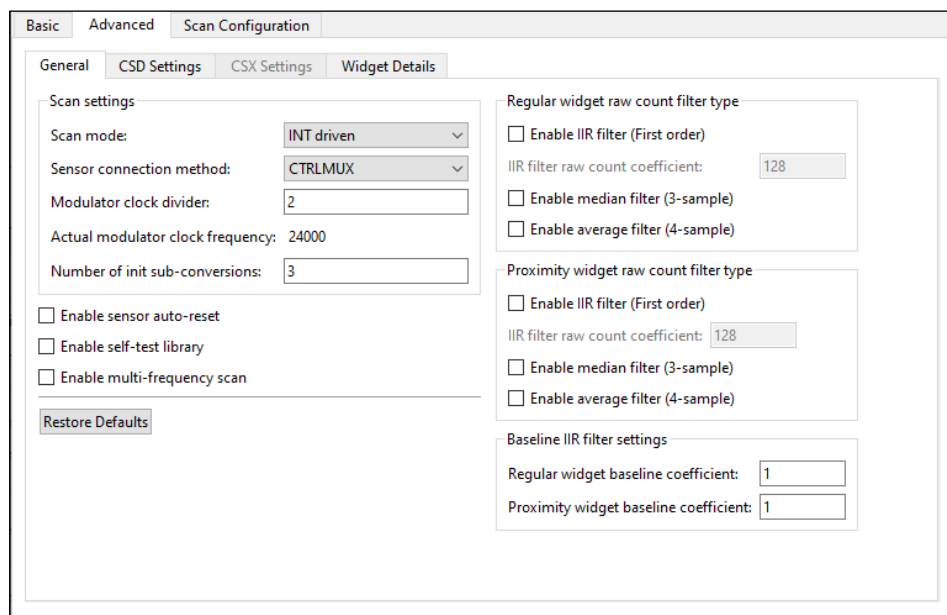 Basic Advanced Scan Configuration
General CSD Settings CSX Settings Widget Details
Scan settings
Scan mode: INT driven
Sensor connection method: CTRLMUX
Modulator clock divider: 2
Actual modulator clock frequency: 24000
Number of init sub-conversions: 3
Enable sensor auto-reset
Enable self-test library
Enable multi-frequency scan
Restore Defaults
Regular widget raw count filter type
Enable IIR filter (First order)
IIR filter raw count coefficient: 128
Enable median filter (3-sample)
Enable average filter (4-sample)
Proximity widget raw count filter type
Enable IIR filter (First order)
IIR filter raw count coefficient: 128
Enable median filter (3-sample)
Enable average filter (4-sample)
Baseline IIR filter settings
Regular widget baseline coefficient: 1
Proximity widget baseline coefficient: 1